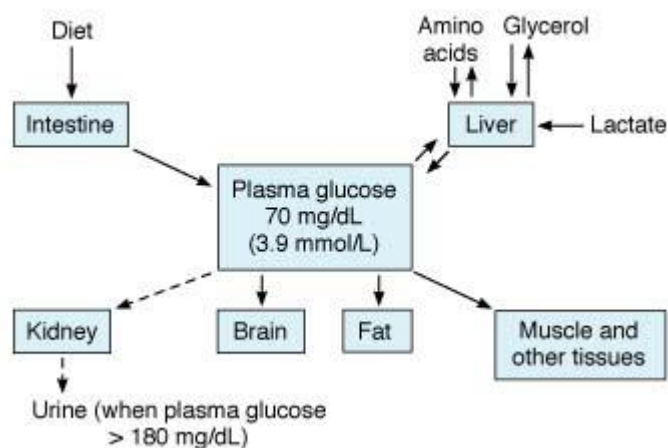 Diet
Amino
acids
Glycerol
Intestine
Liver
Lactate
Plasma glucose
70 mg/dL
(3.9 mmol/L)
Kidney
Brain
Fat
Muscle and
other tissues
Urine (when plasma glucose
> 180 mg/dL)